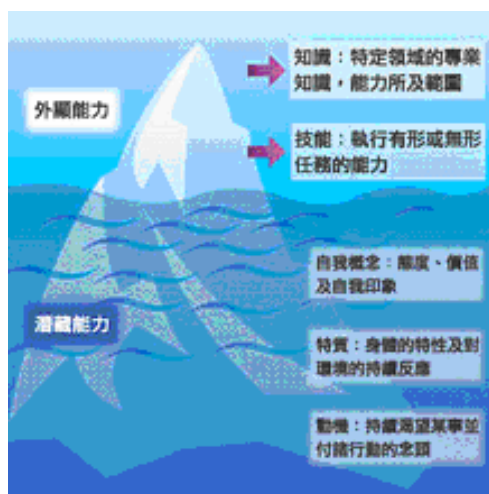 外顯能力
知識：特定領域的專業
知識，能力所及範圍
技能：執行有形或無形
任務的能力
潛藏能力
自我概念：態度、價值
及自我印象
特質：身體的特性及對
環境的持續反應
動機：持續渴望某事並
付諸行動的念頭